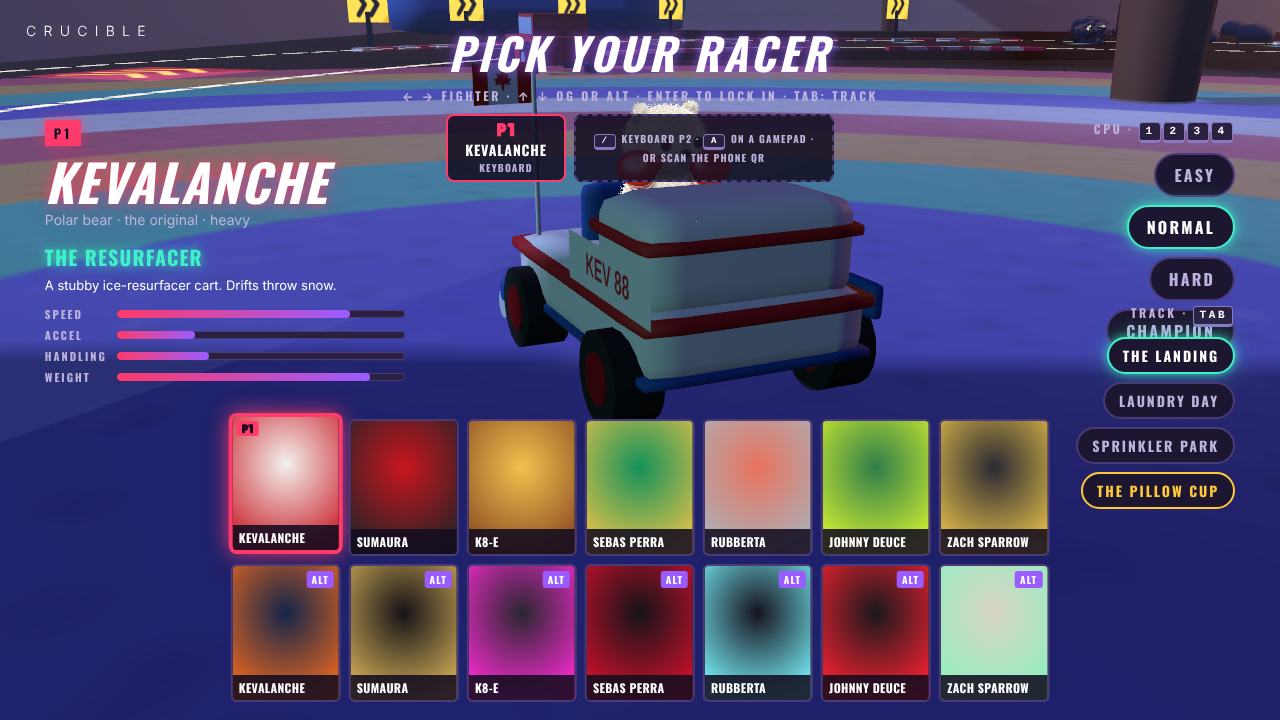 CRUCIBLE
PICK YOUR RACER
← → FIGHTER · ↑ ↓ OG OR ALT · ENTER TO LOCK IN · TAB: TRACK
P1
KEVALANCHE
Polar bear · the original · heavy
THE RESURFACER
A stubby ice-resurfacer cart. Drifts throw snow.
SPEED
ACCEL
HANDLING
WEIGHT
P1
KEVALANCHE
KEYBOARD
/ KEYBOARD P2 · A ON A GAMEPAD ·
OR SCAN THE PHONE QR
KEV 88
CPU · 1 2 3 4
EASY
NORMAL
HARD
CHAMPION
TRACK · TAB
THE LANDING
LAUNDRY DAY
SPRINKLER PARK
THE PILLOW CUP
P1
KEVALANCHE
SUMAURA
K8-E
SEBAS PERRA
RUBBERTA
JOHNNY DEUCE
ZACH SPARROW
ALT
KEVALANCHE
ALT
SUMAURA
ALT
K8-E
ALT
SEBAS PERRA
ALT
RUBBERTA
ALT
JOHNNY DEUCE
ALT
ZACH SPARROW